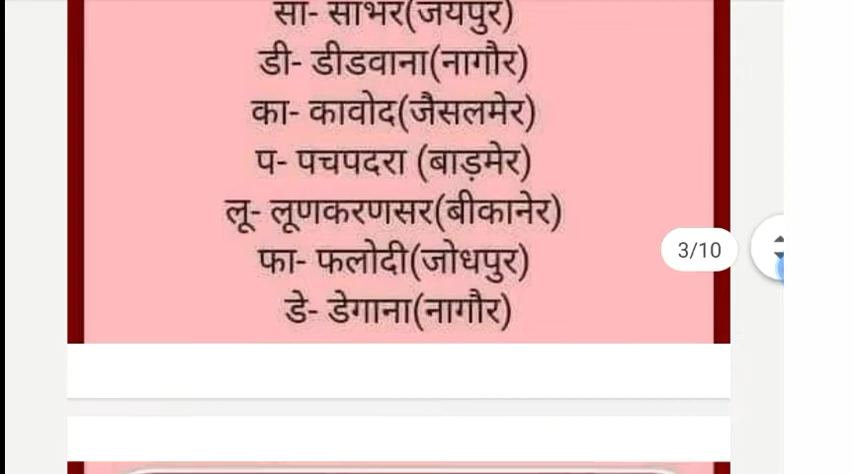 सा- सांभर(जयपुर)
डी- डीडवाना(नागौर)
का- कावोद(जैसलमेर)
प- पचपदरा (बाड़मेर)
लू- लूणकरणसर(बीकानेर)
फा- फलोदी(जोधपुर)
डे- डेगाना(नागौर)
3/10